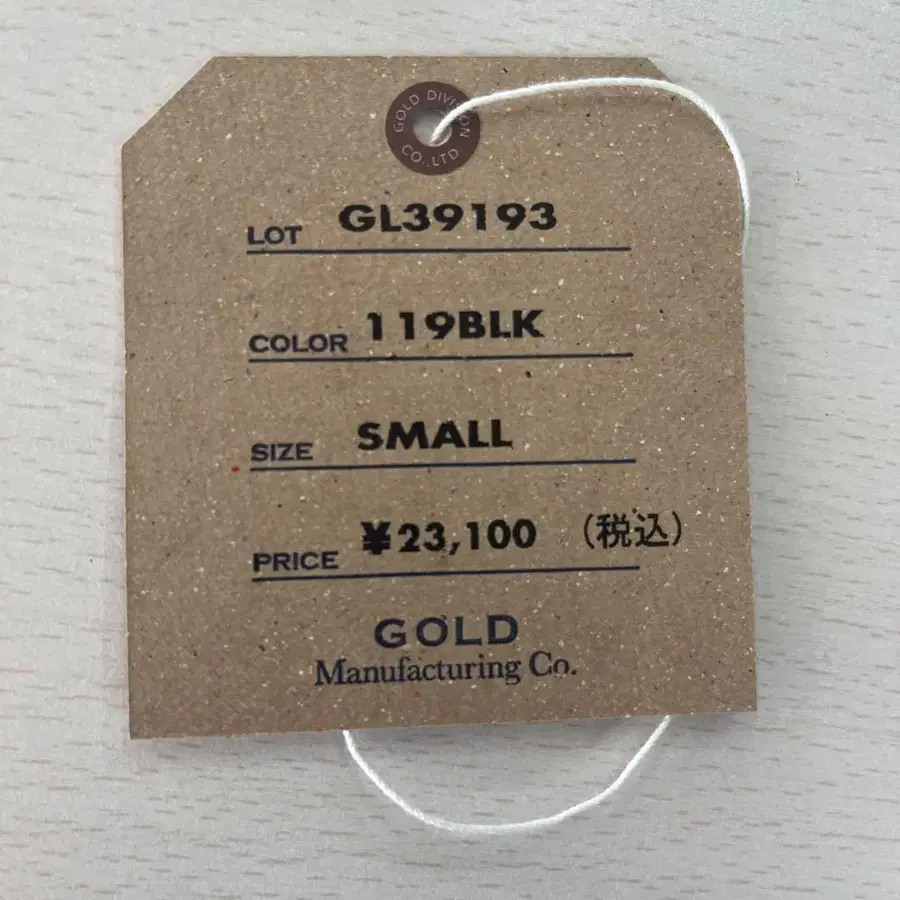 GOLD DIVISION
CO.,LTD
LOT GL39193
COLOR 119BLK
SIZE SMALL
PRICE ¥23,100 (税込)
GOLD
Manufacturing Co.